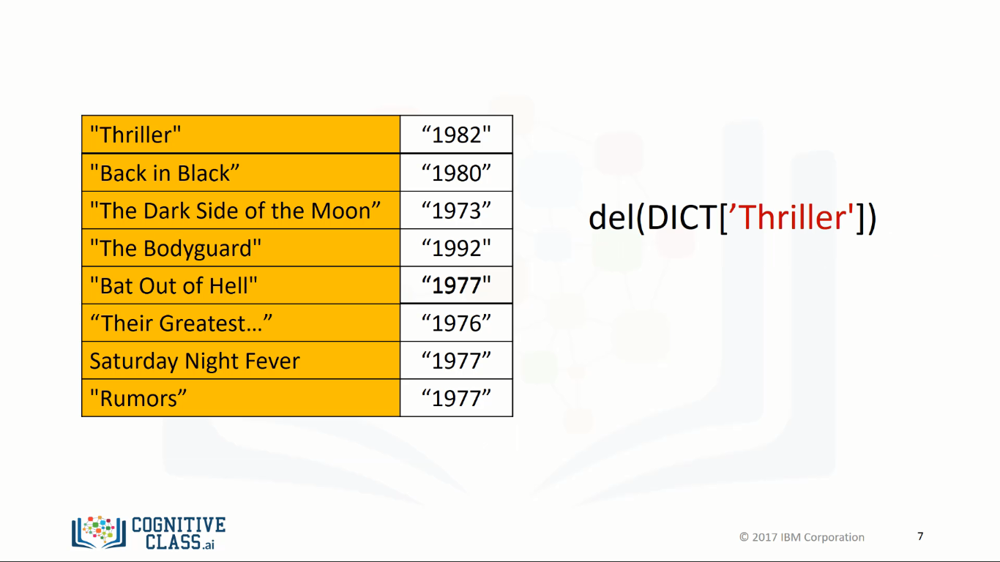 "Thriller" “1982"
"Back in Black” “1980”
"The Dark Side of the Moon” “1973”
"The Bodyguard" “1992"
"Bat Out of Hell" “1977"
“Their Greatest...” “1976”
Saturday Night Fever “1977”
"Rumors” “1977”
del(DICT[’Thriller'])
COGNITIVE
CLASS.ai
© 2017 IBM Corporation 7